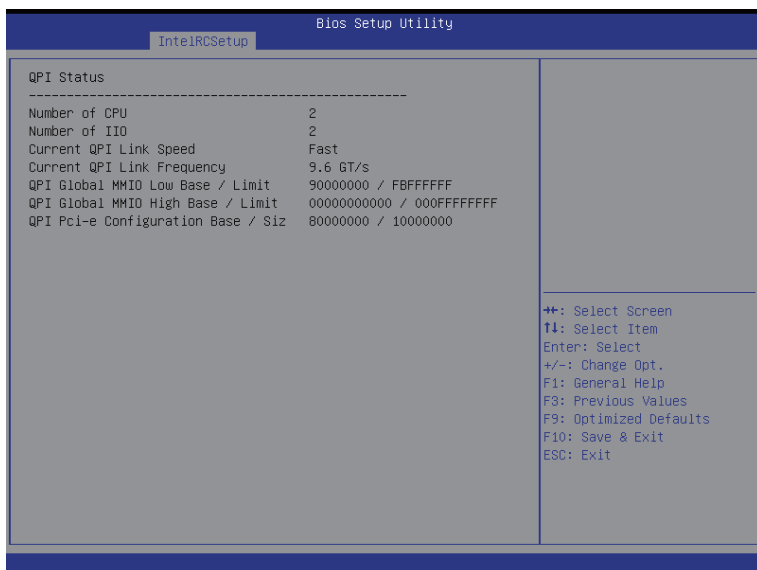 Bios Setup Utility
IntelRCSetup
QPI Status
--------------------------------------------------
Number of CPU 2
Number of IIO 2
Current QPI Link Speed Fast
Current QPI Link Frequency 9.6 GT/s
QPI Global MMIO Low Base / Limit 90000000 / FBFFFFFF
QPI Global MMIO High Base / Limit 00000000000 / 000FFFFFFFF
QPI Pci-e Configuration Base / Siz 80000000 / 10000000
→←: Select Screen
↑↓: Select Item
Enter: Select
+/-: Change Opt.
F1: General Help
F3: Previous Values
F9: Optimized Defaults
F10: Save & Exit
ESC: Exit